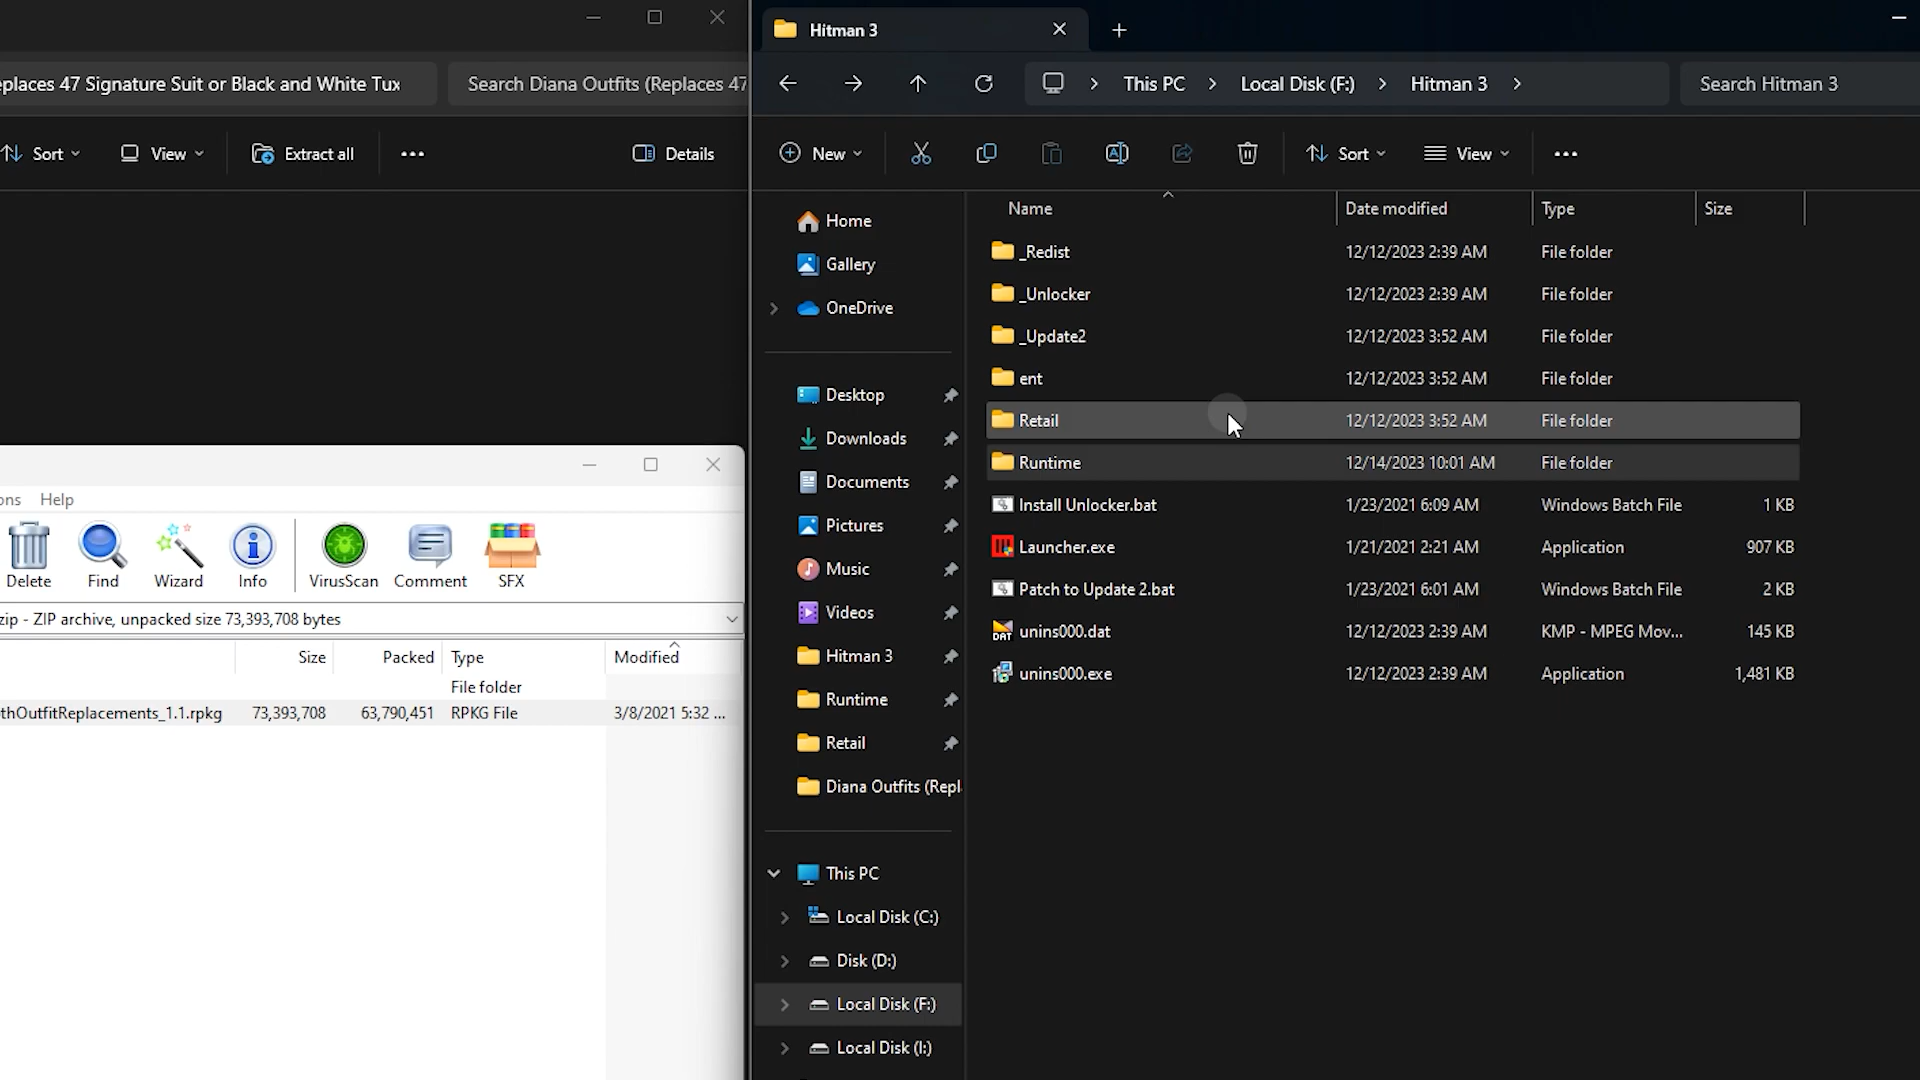 eplaces 47 Signature Suit or Black and White Tux
Search Diana Outfits (Replaces 47
Sort
View
Extract all
Details
ons Help
Delete
Find
Wizard
Info
VirusScan
Comment
SFX
zip - ZIP archive, unpacked size 73,393,708 bytes
Size Packed Type Modified
File folder
thOutfitReplacements_1.1.rpkg 73,393,708 63,790,451 RPKG File 3/8/2021 5:32 ...
Hitman 3
This PC > Local Disk (F:) > Hitman 3 >
Search Hitman 3
New
Sort
View
Home
Gallery
OneDrive
Desktop
Downloads
Documents
Pictures
Music
Videos
Hitman 3
Runtime
Retail
Diana Outfits (Repl
This PC
Local Disk (C:)
Disk (D:)
Local Disk (F:)
Local Disk (I:)
Name Date modified Type Size
_Redist 12/12/2023 2:39 AM File folder
_Unlocker 12/12/2023 2:39 AM File folder
_Update2 12/12/2023 3:52 AM File folder
ent 12/12/2023 3:52 AM File folder
Retail 12/12/2023 3:52 AM File folder
Runtime 12/14/2023 10:01 AM File folder
Install Unlocker.bat 1/23/2021 6:09 AM Windows Batch File 1 KB
Launcher.exe 1/21/2021 2:21 AM Application 907 KB
Patch to Update 2.bat 1/23/2021 6:01 AM Windows Batch File 2 KB
DAT unins000.dat 12/12/2023 2:39 AM KMP - MPEG Mov... 145 KB
unins000.exe 12/12/2023 2:39 AM Application 1,481 KB